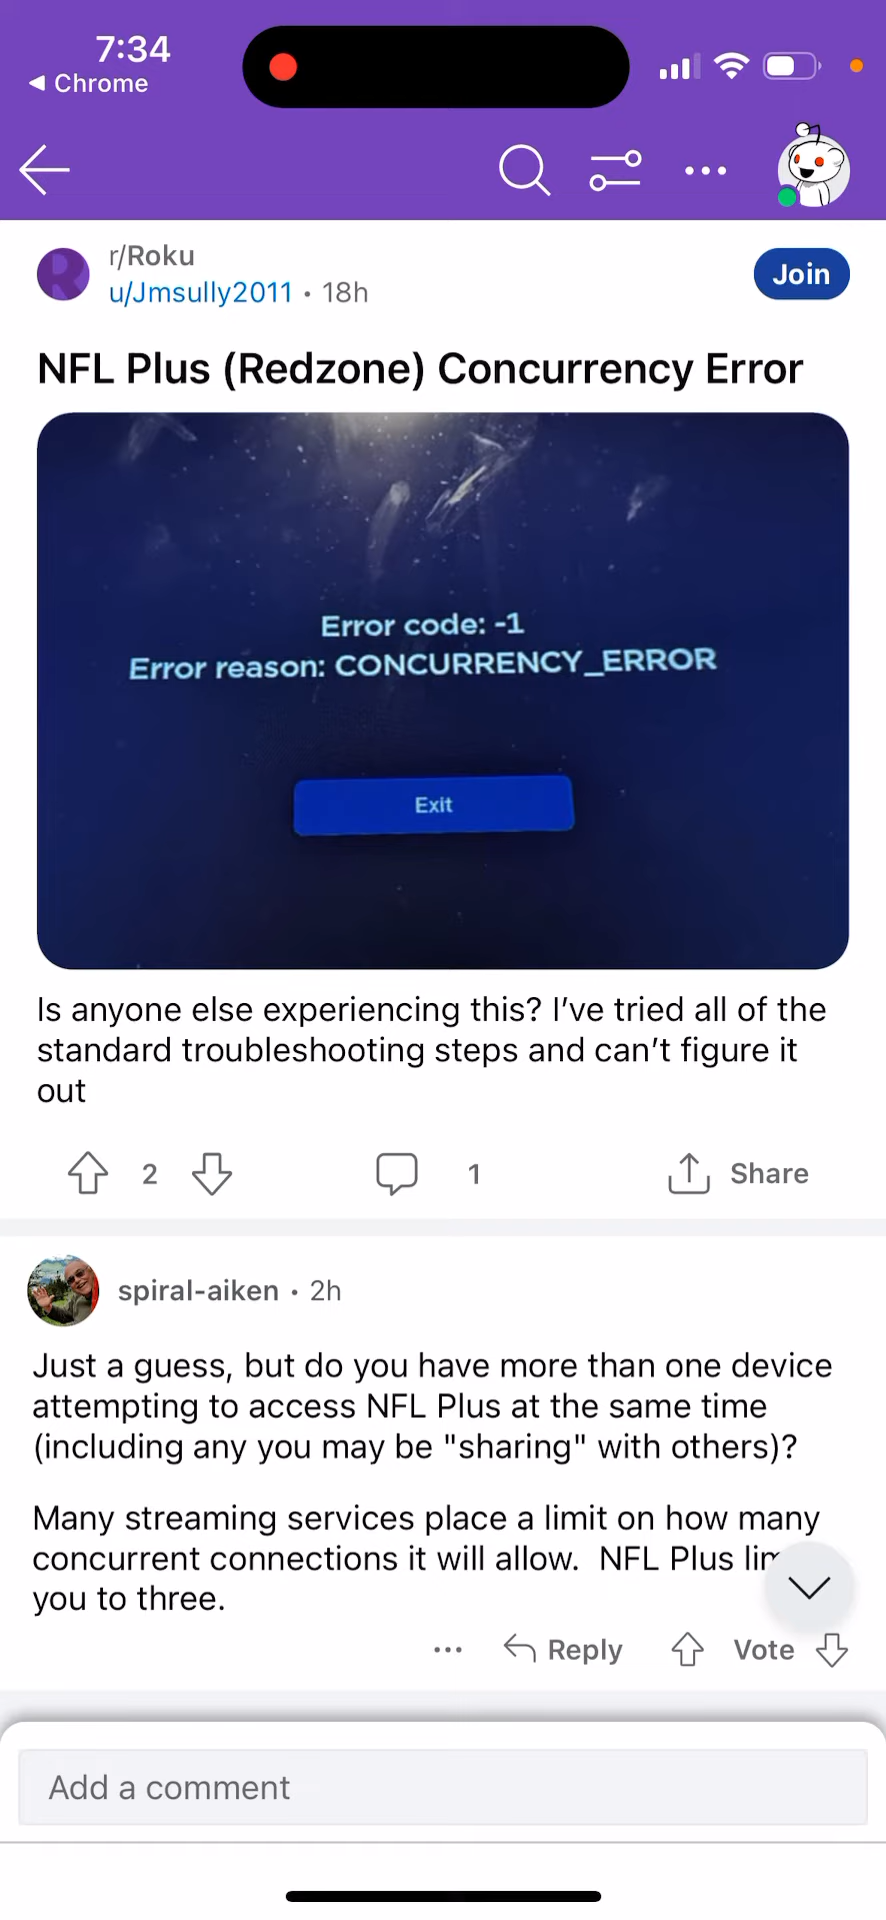 7:34
Chrome
r/Roku
u/Jmsully2011 • 18h
Join
NFL Plus (Redzone) Concurrency Error
Error code: -1
Error reason: CONCURRENCY_ERROR
Exit
Is anyone else experiencing this? I've tried all of the
standard troubleshooting steps and can't figure it
out
2
1
Share
spiral-aiken • 2h
Just a guess, but do you have more than one device
attempting to access NFL Plus at the same time
(including any you may be "sharing" with others)?
Many streaming services place a limit on how many
concurrent connections it will allow.  NFL Plus
you to three.
... Reply Vote
Add a comment